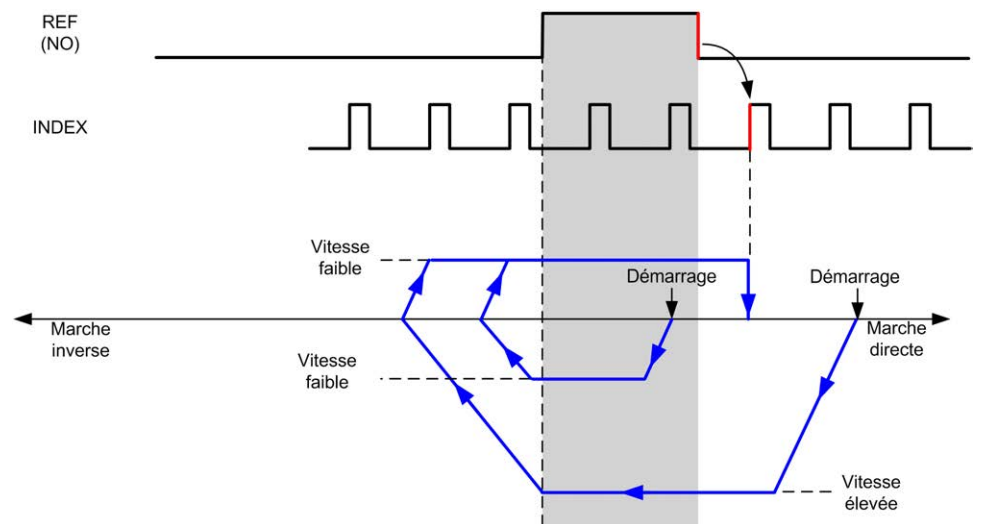 REF
(NO)
INDEX
Vitesse
faible
Démarrage
Démarrage
Marche
inverse
Marche
directe
Vitesse
faible
Vitesse
élevée